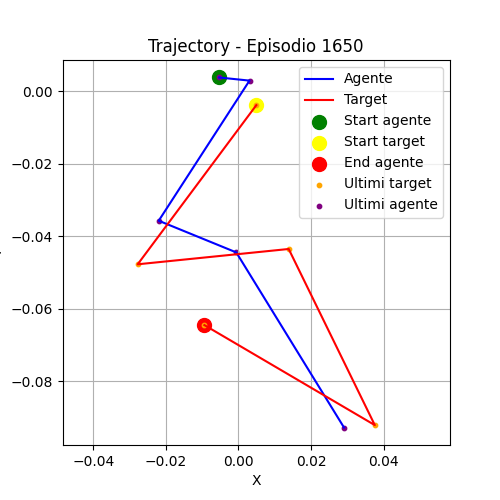 Trajectory - Episodio 1650
Agente
Target
Start agente
Start target
End agente
Ultimi target
Ultimi agente
0.00
−0.02
−0.04
−0.06
−0.08
−0.04
−0.02
0.00
0.02
0.04
X